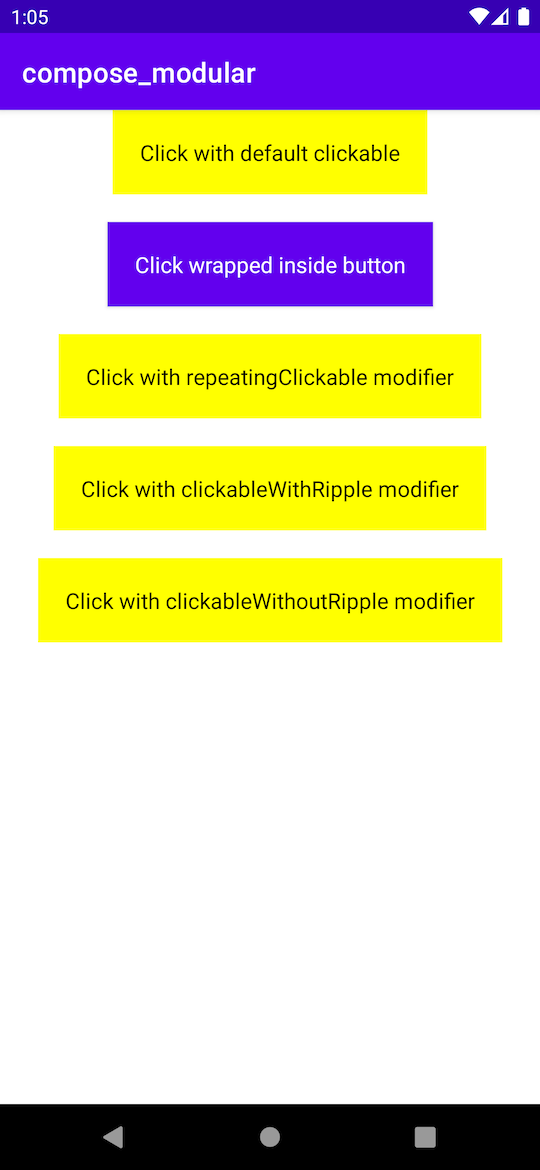 1:05
compose_modular
Click with default clickable
Click wrapped inside button
Click with repeatingClickable modifier
Click with clickableWithRipple modifier
Click with clickableWithoutRipple modifier